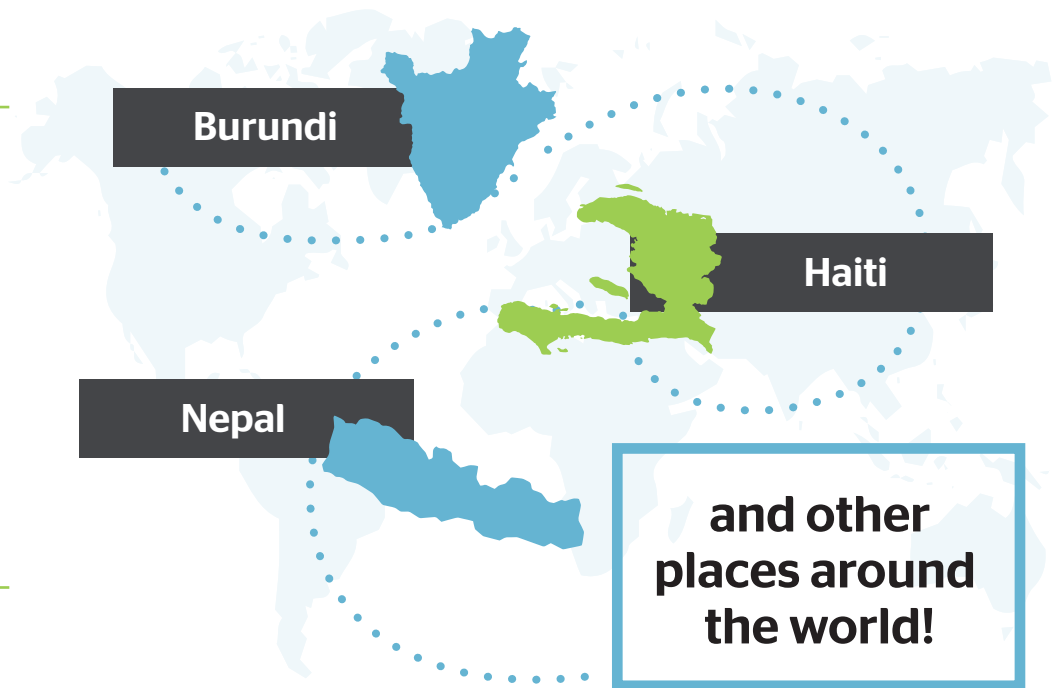 Burundi
Haiti
Nepal
and other
places around
the world!